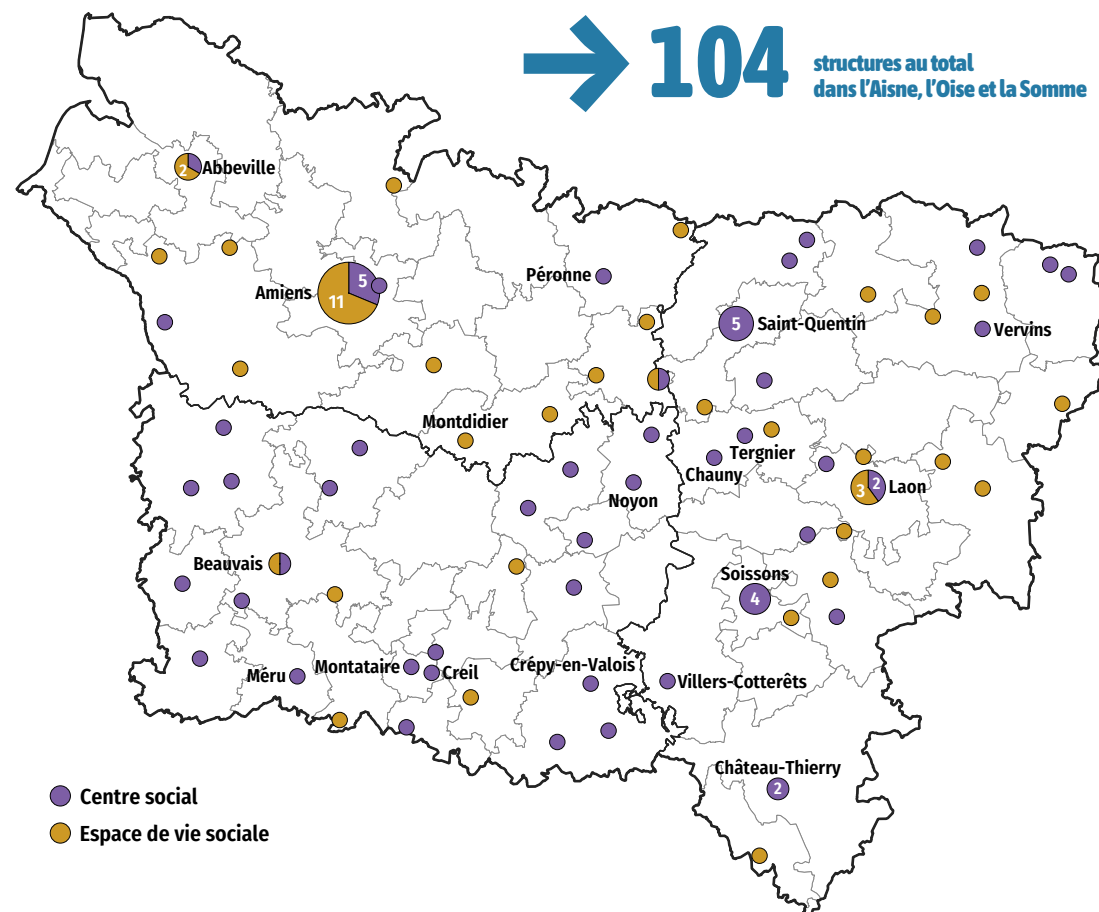 104
structures au total
dans l'Aisne, l'Oise et la Somme
2
Abbeville
Amiens
5
11
Péronne
5
Saint-Quentin
Vervins
Montdidier
Tergnier
Chauny
Noyon
3
2
Laon
Beauvais
Soissons
4
Méru
Montataire
Creil
Crépy-en-Valois
Villers-Cotterêts
Château-Thierry
2
Centre social
Espace de vie sociale